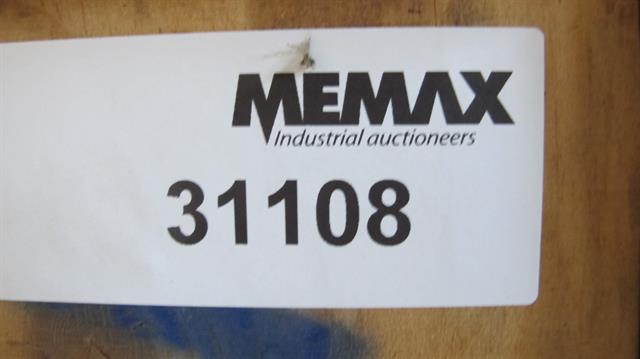 MEMAX
Industrial auctioneers
31108